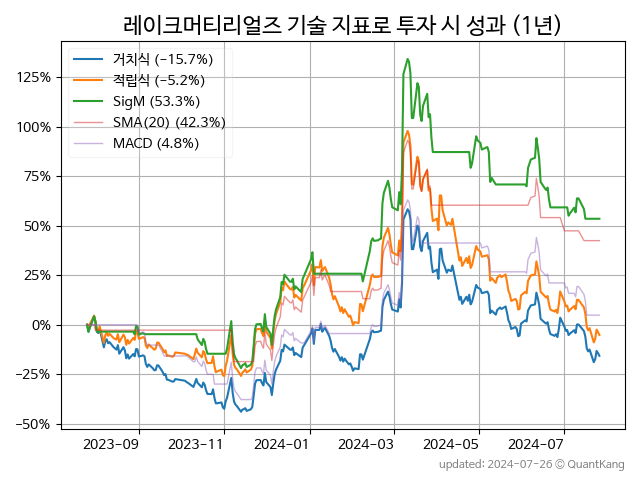 레이크머티리얼즈 기술 지표로 투자 시 성과 (1년)
거치식 (−15.7%)
적립식 (−5.2%)
SigM (53.3%)
SMA(20) (42.3%)
MACD (4.8%)
125%
100%
75%
50%
25%
0%
−25%
−50%
2023-09 2023-11 2024-01 2024-03 2024-05 2024-07
updated: 2024-07-26 © QuantKang